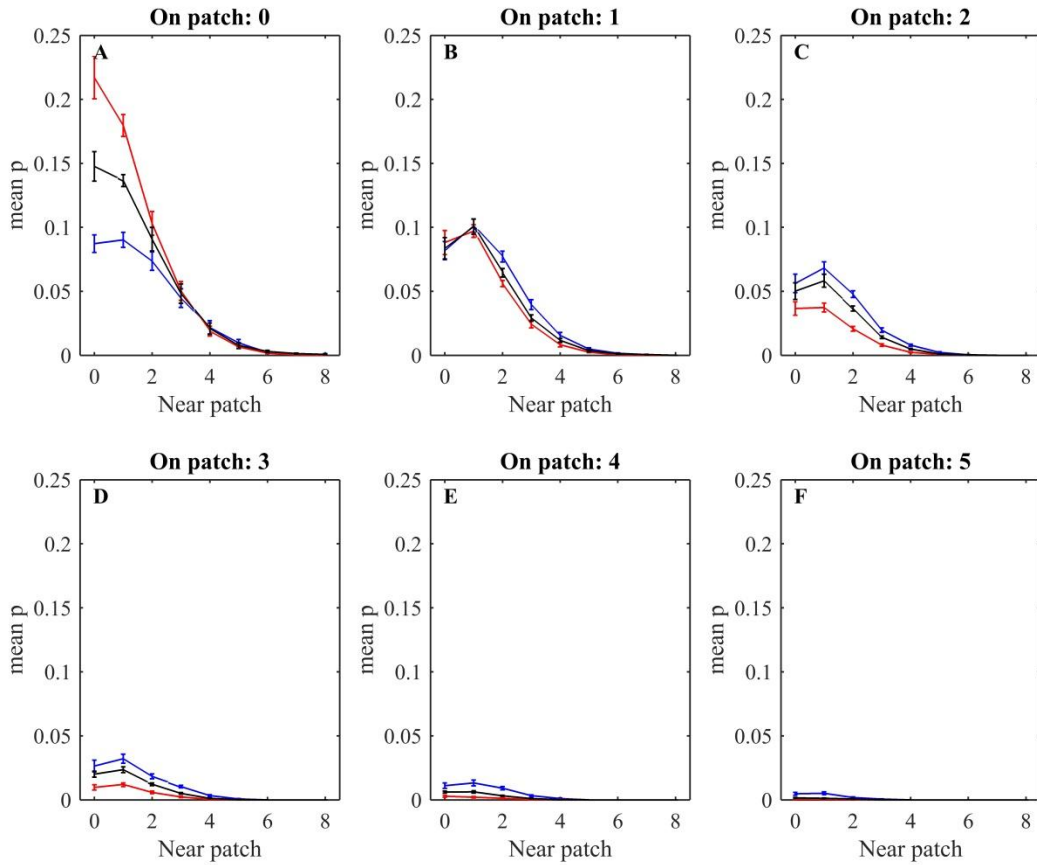 On patch: 0
A
0.25
0.2
0.15
0.1
0.05
0
mean p
0 2 4 6 8
Near patch
On patch: 1
B
0.25
0.2
0.15
0.1
0.05
0
mean p
0 2 4 6 8
Near patch
On patch: 2
C
0.25
0.2
0.15
0.1
0.05
0
mean p
0 2 4 6 8
Near patch
On patch: 3
D
0.25
0.2
0.15
0.1
0.05
0
mean p
0 2 4 6 8
Near patch
On patch: 4
E
0.25
0.2
0.15
0.1
0.05
0
mean p
0 2 4 6 8
Near patch
On patch: 5
F
0.25
0.2
0.15
0.1
0.05
0
mean p
0 2 4 6 8
Near patch